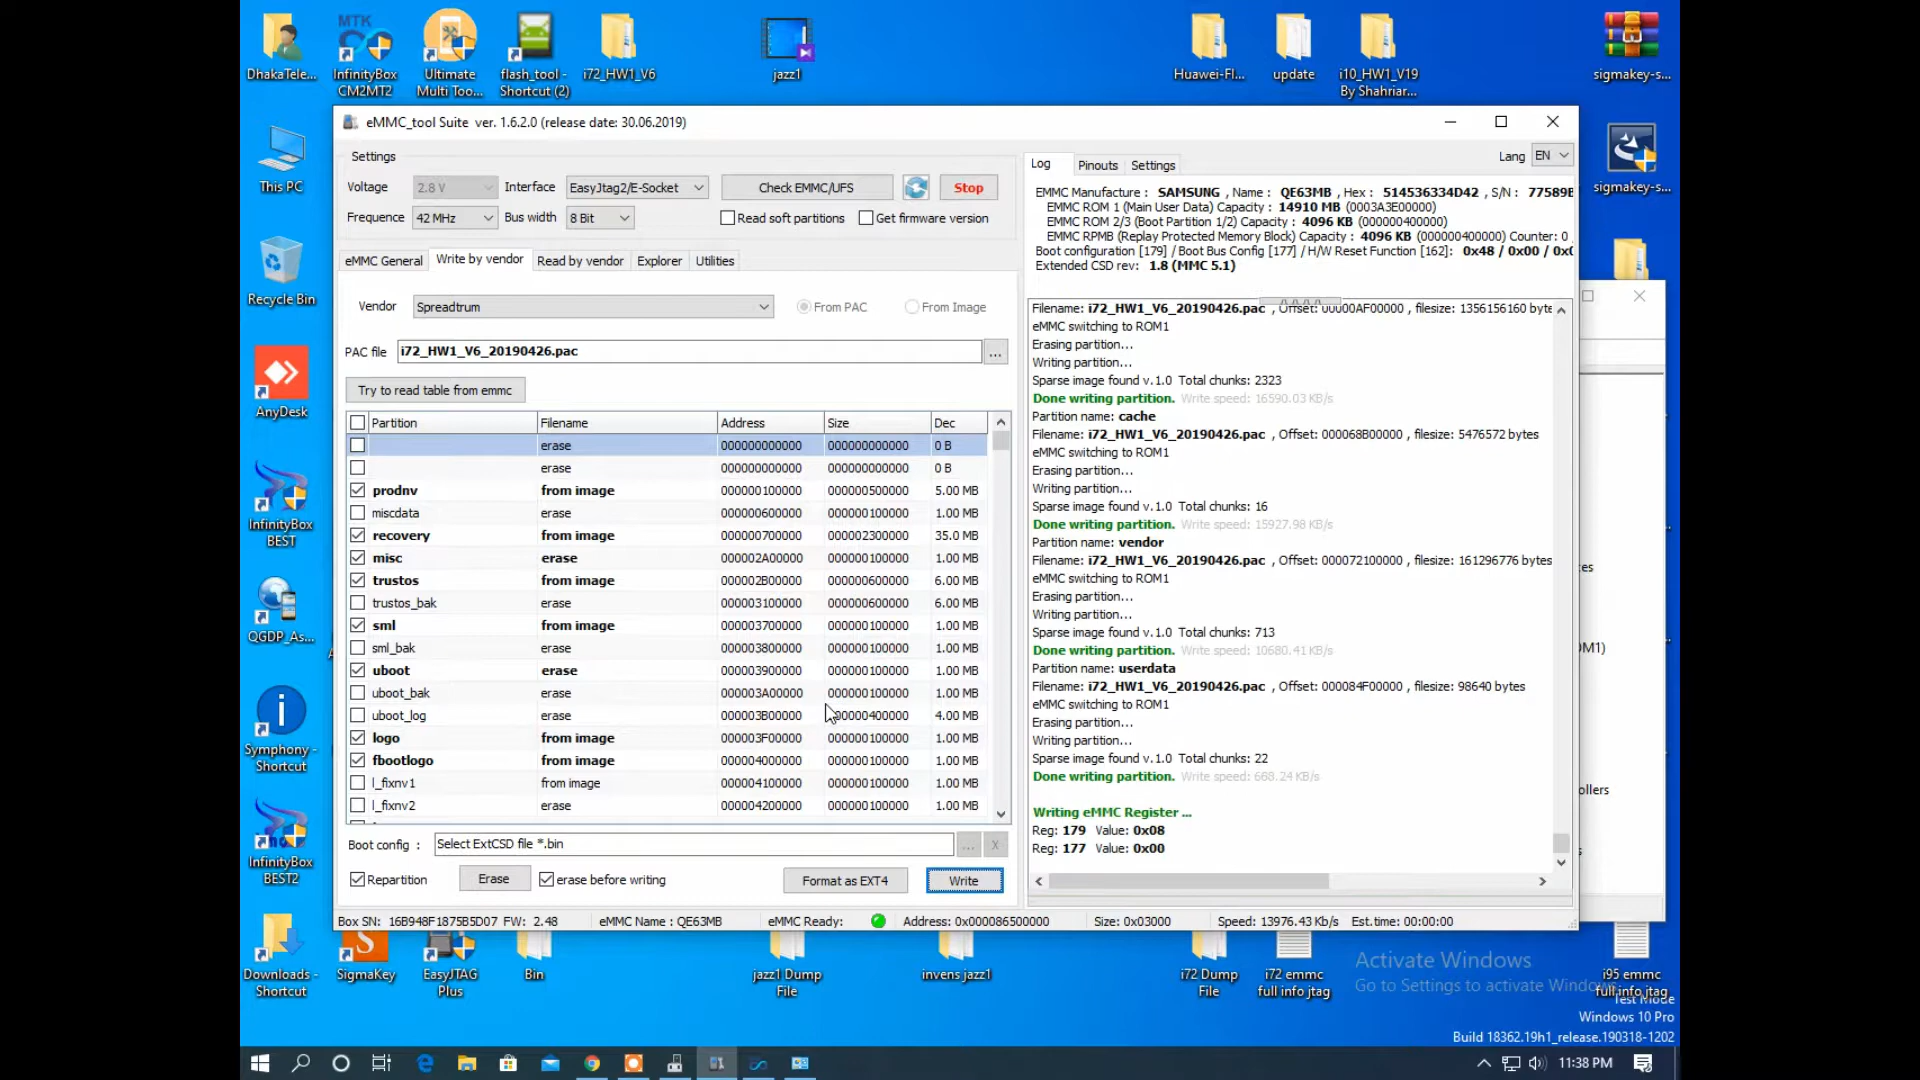 DhakaTele...
MTK
InfinityBox
CM2MT2
Ultimate
Multi Too...
flash_tool -
Shortcut (2)
i72_HW1_V6
jazz1
Huawei-Fl...
update
i10_HW1_V19
By Shahriar...
sigmakey-s...
This PC
Recycle Bin
AnyDesk
InfinityBox
BEST
QGDP_As...
Symphony -
Shortcut
InfinityBox
BEST2
Downloads -
Shortcut
SigmaKey
EasyJTAG
Plus
Bin
jazz1 Dump
File
invens jazz1
i72 Dump
File
i72 emmc
full info jtag
i95 emmc
full info jtag
sigmakey-s...
eMMC_tool Suite ver. 1.6.2.0 (release date: 30.06.2019)
Settings
Voltage 2.8 V Interface EasyJtag2/E-Socket Check EMMC/UFS Stop
Frequency 42 MHz Bus width 8 Bit Read soft partitions Get firmware version
eMMC General Write by vendor Read by vendor Explorer Utilities
Vendor Spreadtrum From PAC From Image
PAC file i72_HW1_V6_20190426.pac ...
Try to read table from emmc
Partition Filename Address Size Dec
erase 000000000000 000000000000 0 B
erase 000000000000 000000000000 0 B
prodnv from image 000000100000 000000500000 5.00 MB
miscdata erase 000000600000 000000100000 1.00 MB
recovery from image 000000700000 000002300000 35.0 MB
misc erase 000002A00000 000000100000 1.00 MB
trustos from image 000002B00000 000000600000 6.00 MB
trustos_bak erase 000003100000 000000600000 6.00 MB
sml from image 000003700000 000000100000 1.00 MB
sml_bak erase 000003800000 000000100000 1.00 MB
uboot erase 000003900000 000000100000 1.00 MB
uboot_bak erase 000003A00000 000000100000 1.00 MB
uboot_log erase 000003B00000 000000400000 4.00 MB
logo from image 000003F00000 000000100000 1.00 MB
fbootlogo from image 000004000000 000000100000 1.00 MB
l_fixnv1 from image 000004100000 000000100000 1.00 MB
l_fixnv2 erase 000004200000 000000100000 1.00 MB
Boot config : Select ExtCSD file *.bin ... X
Repartition Erase erase before writing Format as EXT4 Write
Box SN: 16B948F1875B5D07 FW: 2.48 eMMC Name : QE63MB eMMC Ready: Address: 0x000086500000 Size: 0x03000 Speed: 13976.43 Kb/s Est.time: 00:00:00
Log Pinouts Settings Lang EN
EMMC Manufacture : SAMSUNG , Name : QE63MB , Hex : 514536334D42 , S/N : 77589B
EMMC ROM 1 (Main User Data) Capacity : 14910 MB (0003A3E00000)
EMMC ROM 2/3 (Boot Partition 1/2) Capacity : 4096 KB (000000400000)
EMMC RPMB (Replay Protected Memory Block) Capacity : 4096 KB (000000400000) Counter: 0
Boot configuration [179] / Boot Bus Config [177] / H/W Reset Function [162]: 0x48 / 0x00 / 0x0
Extended CSD rev: 1.8 (MMC 5.1)
Filename: i72_HW1_V6_20190426.pac , Offset: 00000AF00000 , filesize: 1356156160 byte
eMMC switching to ROM1
Erasing partition...
Writing partition...
Sparse image found v.1.0 Total chunks: 2323
Done writing partition. Write speed: 16590.03 KB/s
Partition name: cache
Filename: i72_HW1_V6_20190426.pac , Offset: 000068B00000 , filesize: 5476572 bytes
eMMC switching to ROM1
Erasing partition...
Writing partition...
Sparse image found v.1.0 Total chunks: 16
Done writing partition. Write speed: 15927.98 KB/s
Partition name: vendor
Filename: i72_HW1_V6_20190426.pac , Offset: 000072100000 , filesize: 161296776 bytes
eMMC switching to ROM1
Erasing partition...
Writing partition...
Sparse image found v.1.0 Total chunks: 713
Done writing partition. Write speed: 10680.41 KB/s
Partition name: userdata
Filename: i72_HW1_V6_20190426.pac , Offset: 000084F00000 , filesize: 98640 bytes
eMMC switching to ROM1
Erasing partition...
Writing partition...
Sparse image found v.1.0 Total chunks: 22
Done writing partition. Write speed: 668.24 KB/s
Writing eMMC Register ...
Reg: 179 Value: 0x08
Reg: 177 Value: 0x00
es
M1)
ollers
Activate Windows
Go to Settings to activate Windows.
Test Mode
Windows 10 Pro
Build 18362.19h1_release.190318-1202
11:38 PM